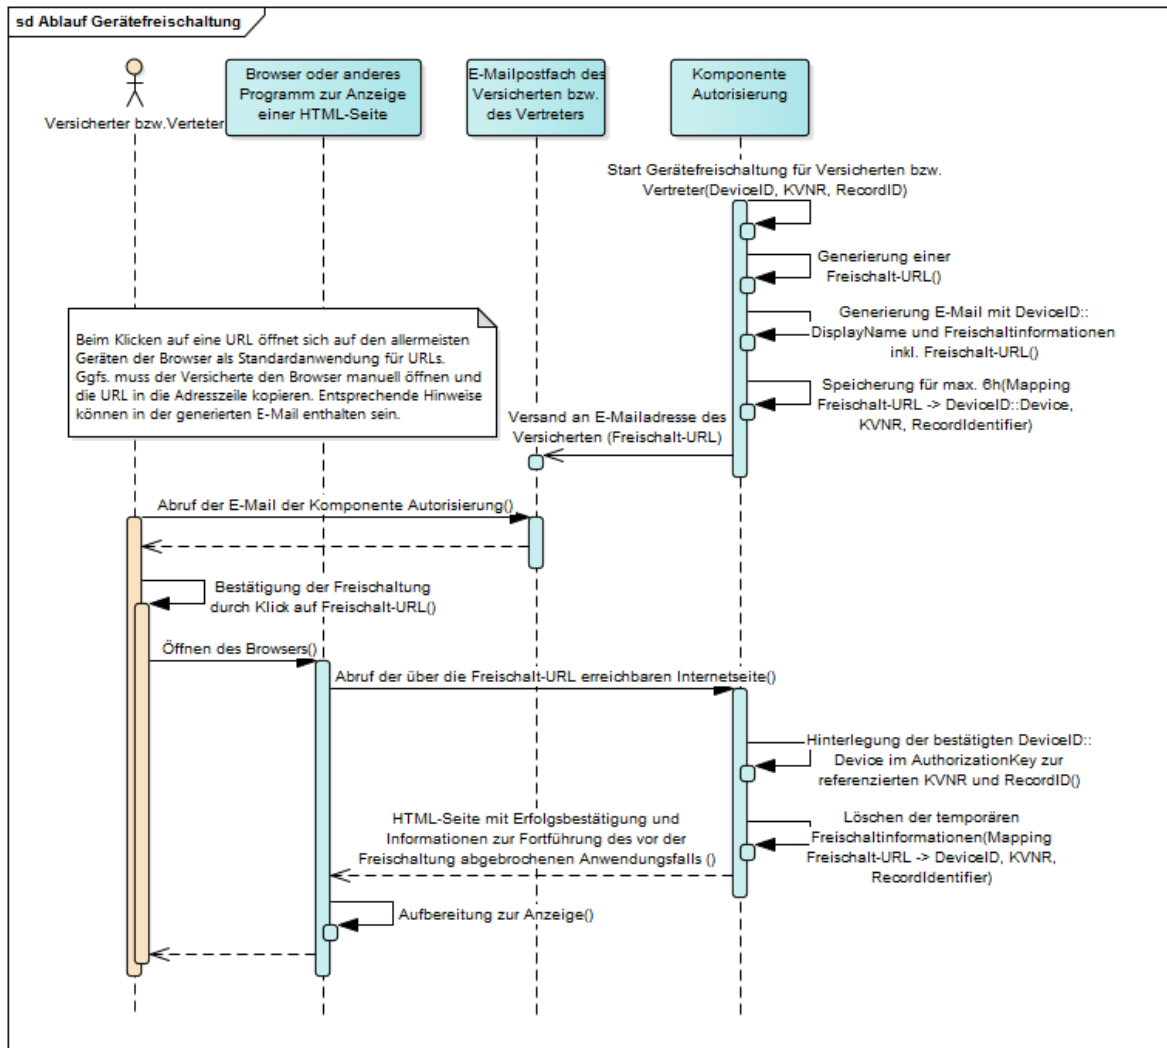 sd Ablauf Gerätefreischaltung
Versicherter bzw.Verteter
Browser oder anderes
Programm zur Anzeige
einer HTML-Seite
E-Mailpostfach des
Versicherten bzw.
des Vertreters
Komponente
Autorisierung
Start Gerätefreischaltung für Versicherten bzw.
Vertreter(DeviceID, KVNR, RecordID)
Generierung einer
Freischalt-URL()
Generierung E-Mail mit DeviceID::
DisplayName und Freischaltinformationen
inkl. Freischalt-URL()
Beim Klicken auf eine URL öffnet sich auf den allermeisten
Geräten der Browser als Standardanwendung für URLs.
Ggfs. muss der Versicherte den Browser manuell öffnen und
die URL in die Adresszeile kopieren. Entsprechende Hinweise
können in der generierten E-Mail enthalten sein.
Speicherung für max. 6h(Mapping
Freischalt-URL -> DeviceID::Device,
KVNR, RecordIdentifier)
Versand an E-Mailadresse des
Versicherten (Freischalt-URL)
Abruf der E-Mail der Komponente Autorisierung()
Bestätigung der Freischaltung
durch Klick auf Freischalt-URL()
Öffnen des Browsers()
Abruf der über die Freischalt-URL erreichbaren Internetseite()
Hinterlegung der bestätigten DeviceID::
Device im AuthorizationKey zur
referenzierten KVNR und RecordID()
Löschen der temporären
Freischaltinformationen(Mapping
Freischalt-URL -> DeviceID, KVNR,
RecordIdentifier)
HTML-Seite mit Erfolgsbestätigung und
Informationen zur Fortführung des vor der
Freischaltung abgebrochenen Anwendungsfalls ()
Aufbereitung zur Anzeige()